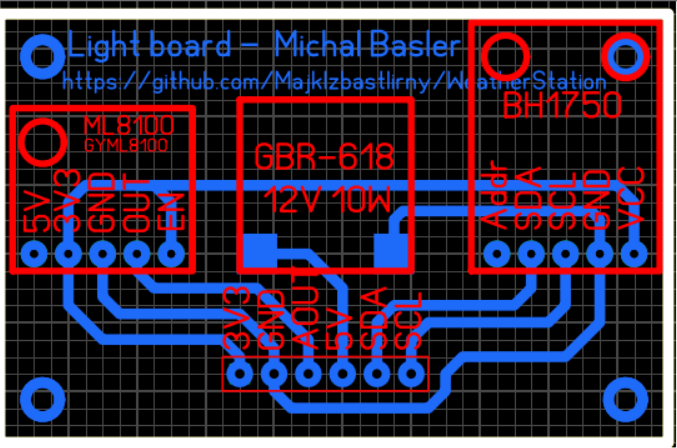 Light board - Michal Basler
https://github.com/Majklzbastlirny/WeatherStation
BH1750
ML8100
GYML8100
GBR-618
12V 10W
5V 3V3 GND OUT EN
Addr SDA SCL GND VCC
3V3 GND AOUT 5V SDA SCL